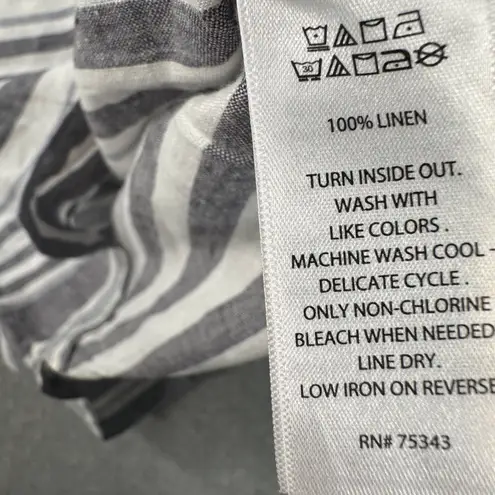 30
100% LINEN
TURN INSIDE OUT.
WASH WITH
LIKE COLORS .
MACHINE WASH COOL -
DELICATE CYCLE .
ONLY NON-CHLORINE
BLEACH WHEN NEEDED
LINE DRY.
LOW IRON ON REVERSE
RN# 75343